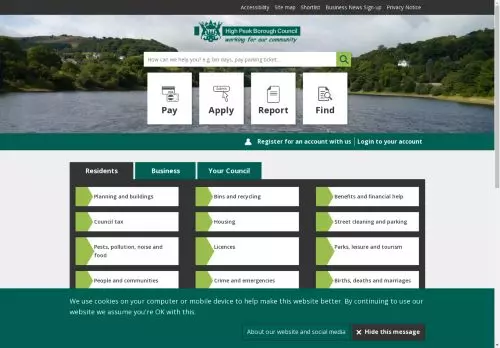 Accessibility Site map Shortlist Business News Sign-up Privacy Notice
High Peak Borough Council
working for our community
How can we help you? e.g. bin days, pay parking ticket...
Pay Apply Report Find
Register for an account with us Login to your account
Residents Business Your Council
Planning and buildings Bins and recycling Benefits and financial help
Council tax Housing Street cleaning and parking
Pests, pollution, noise and food Licences Parks, leisure and tourism
People and communities Crime and emergencies Births, deaths and marriages
We use cookies on your computer or mobile device to help make this website better. By continuing to use our
website we assume you're OK with this.
About our website and social media Hide this message